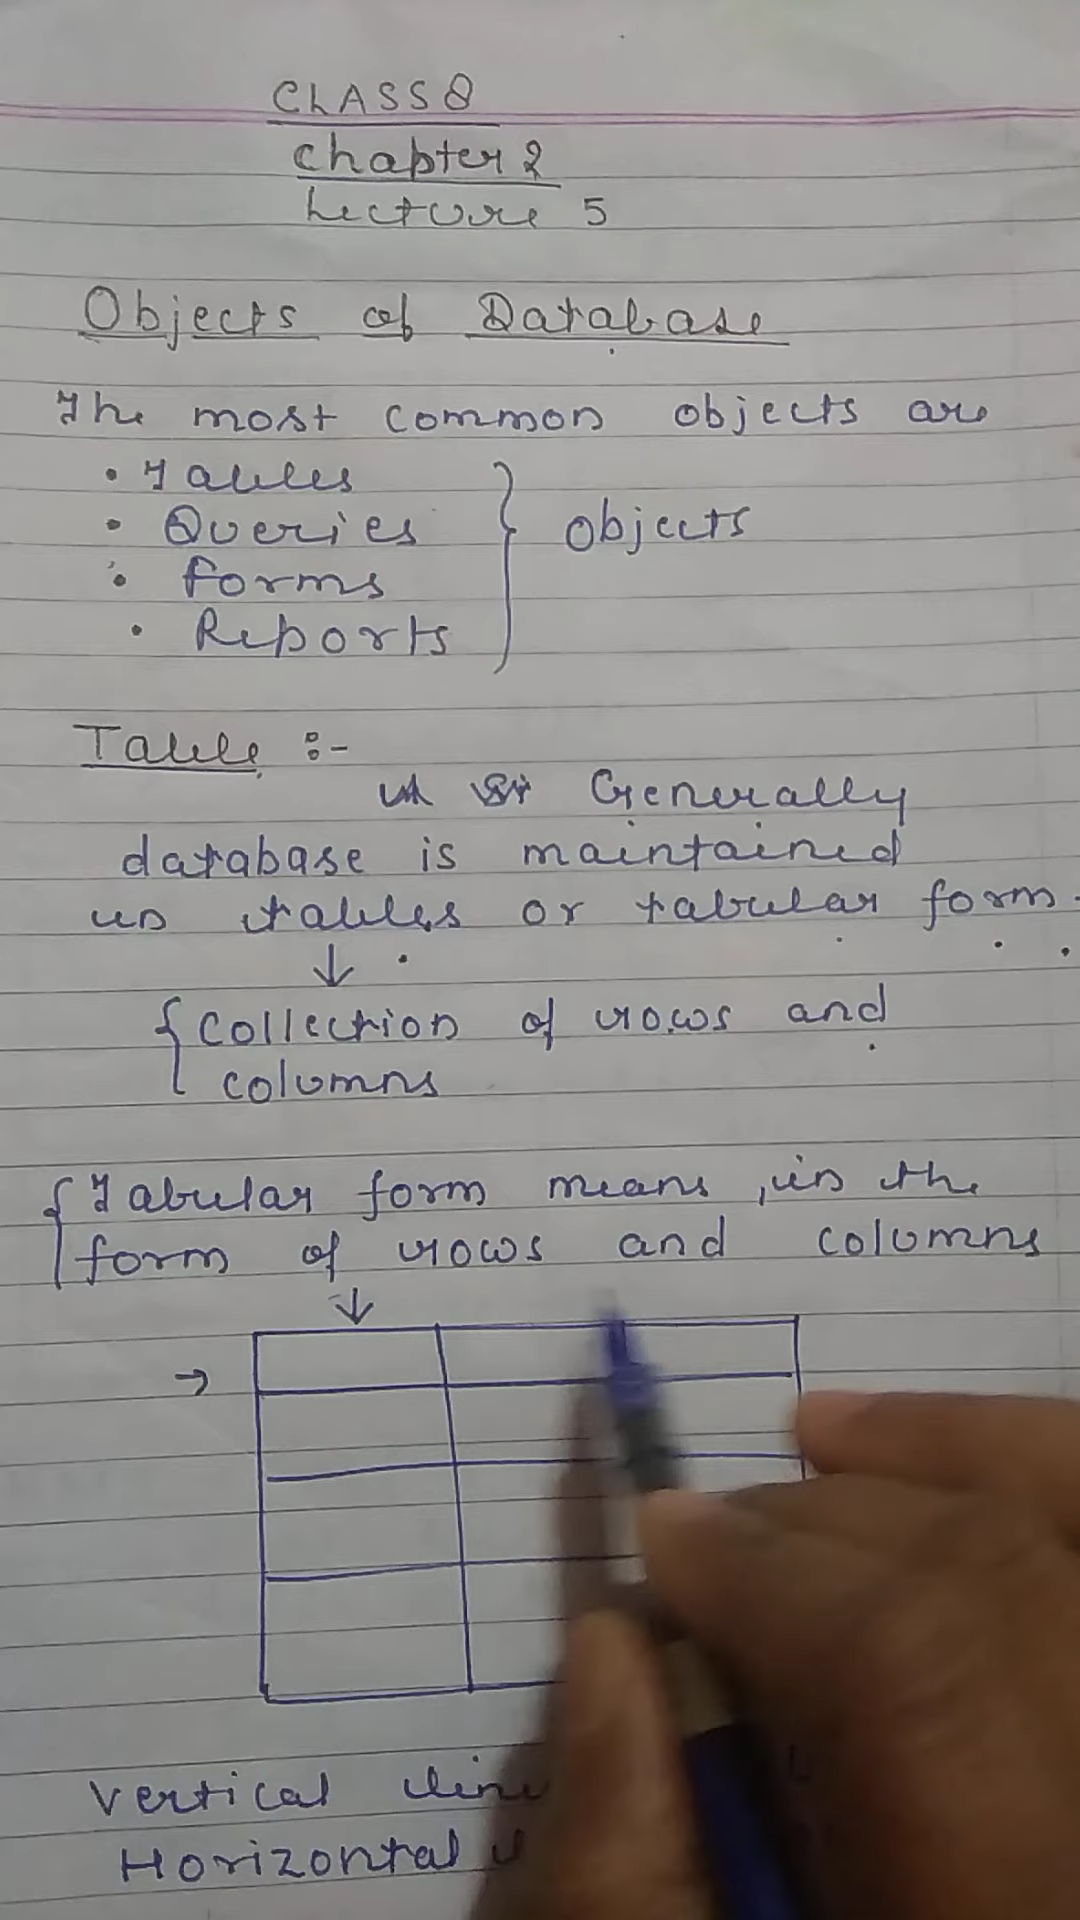 CLASS 8
Chapter 2
Lecture 5
Objects of Database
The most common objects are
• Tables
• Queries
• Forms
• Reports
Objects
Table :-
Generally
database is maintained
in tables or tabular form.
↓
{ Collection of rows and
columns
{ Tabular form means, in the
form of rows and columns
↓
→
Vertical
Horizontal